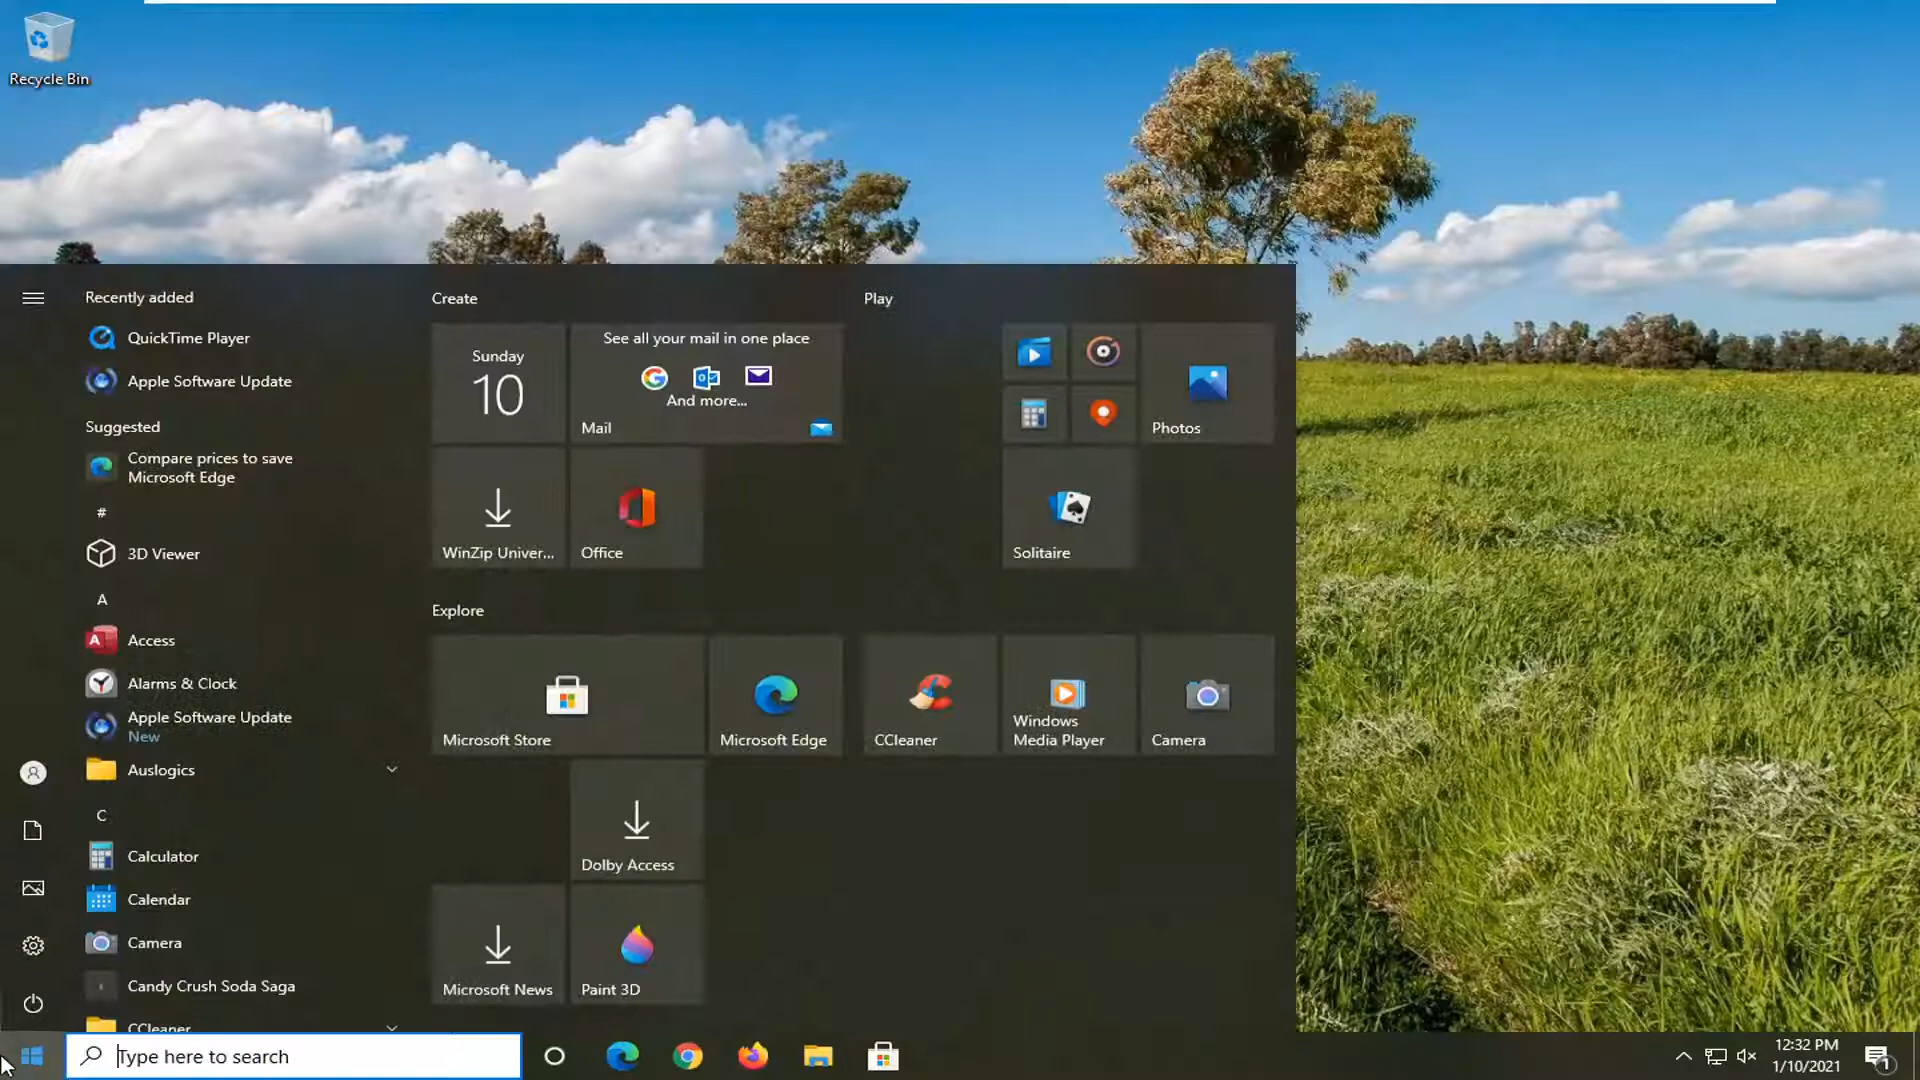 Recycle Bin
Recently added
QuickTime Player
Apple Software Update
Suggested
Compare prices to save
Microsoft Edge
#
3D Viewer
A
Access
Alarms & Clock
Apple Software Update
New
Auslogics
C
Calculator
Calendar
Camera
Candy Crush Soda Saga
CCleaner
Create
Sunday
10
See all your mail in one place
And more...
Mail
WinZip Univer...
Office
Explore
Microsoft Store
Microsoft Edge
Dolby Access
Microsoft News
Paint 3D
Play
Photos
Solitaire
CCleaner
Windows
Media Player
Camera
Type here to search
12:32 PM
1/10/2021
1